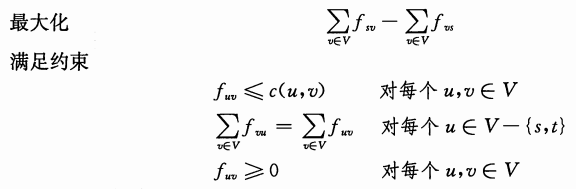 最大化 ∑_{v∈V} f_{sv} − ∑_{v∈V} f_{vs}
满足约束
f_{uv} ⩽ c(u,v) 对每个 u,v ∈ V
∑_{v∈V} f_{vu} = ∑_{v∈V} f_{uv} 对每个 u ∈ V − {s,t}
f_{uv} ⩾ 0 对每个 u,v ∈ V